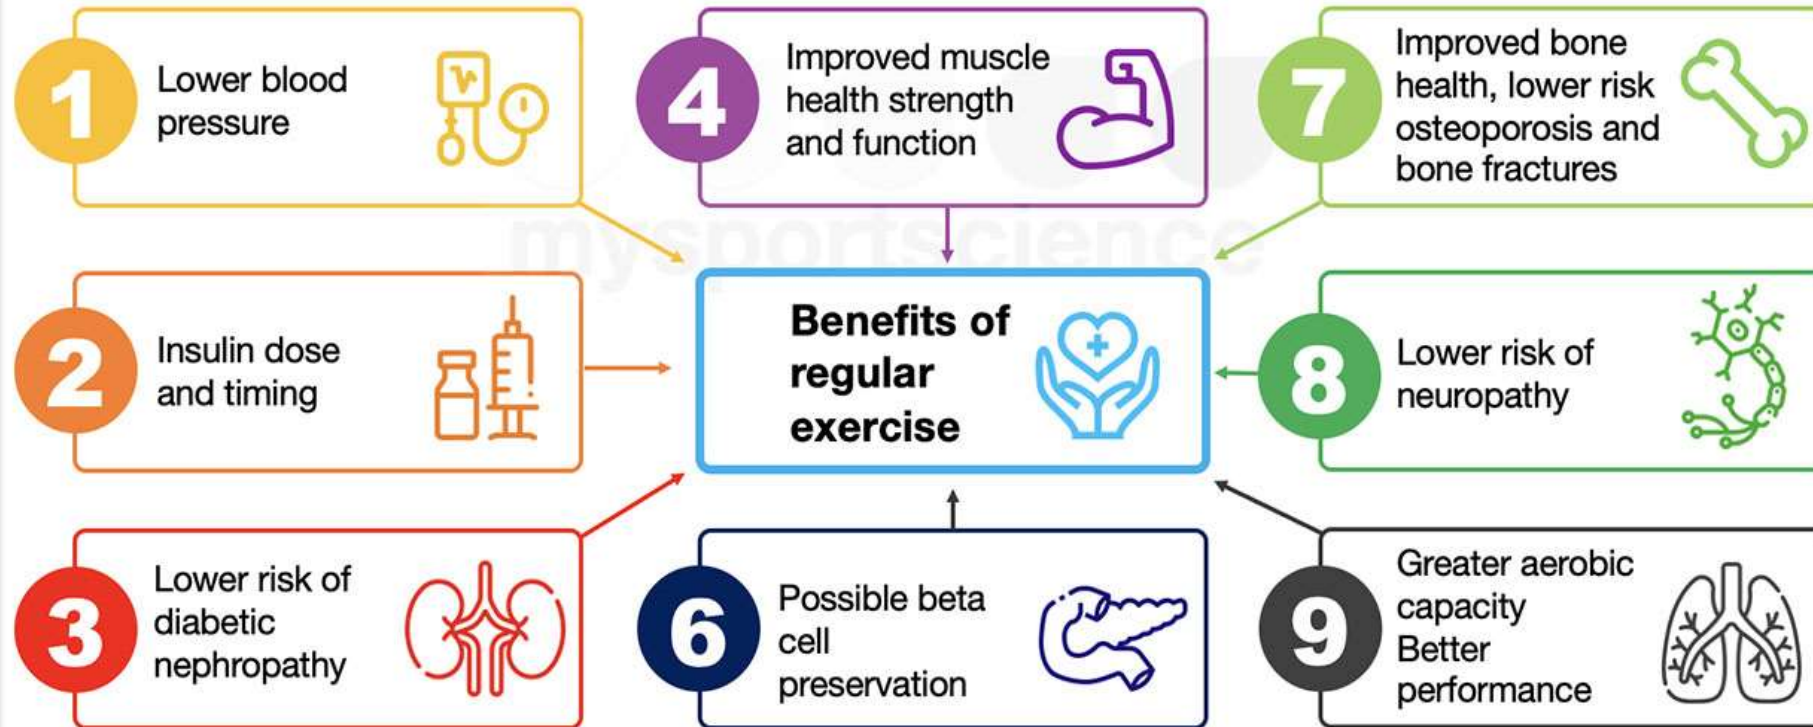 1
Lower blood
pressure
2
Insulin dose
and timing
3
Lower risk of
diabetic
nephropathy
4
Improved muscle
health strength
and function
mysportscience
Benefits of
regular
exercise
6
Possible beta
cell
preservation
7
Improved bone
health, lower risk
osteoporosis and
bone fractures
8
Lower risk of
neuropathy
9
Greater aerobic
capacity
Better
performance